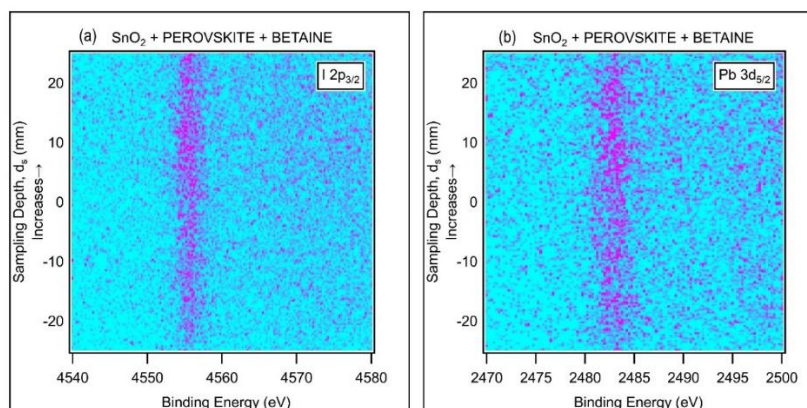 (a) SnO₂ + PEROVSKITE + BETAINE
I 2p₃/₂
Sampling Depth, dₛ (mm)
Increases→
20
10
0
-10
-20
4540 4550 4560 4570 4580
Binding Energy (eV)
(b) SnO₂ + PEROVSKITE + BETAINE
Pb 3d₅/₂
Sampling Depth, dₛ (mm)
Increases→
20
10
0
-10
-20
2470 2475 2480 2485 2490 2495 2500
Binding Energy (eV)